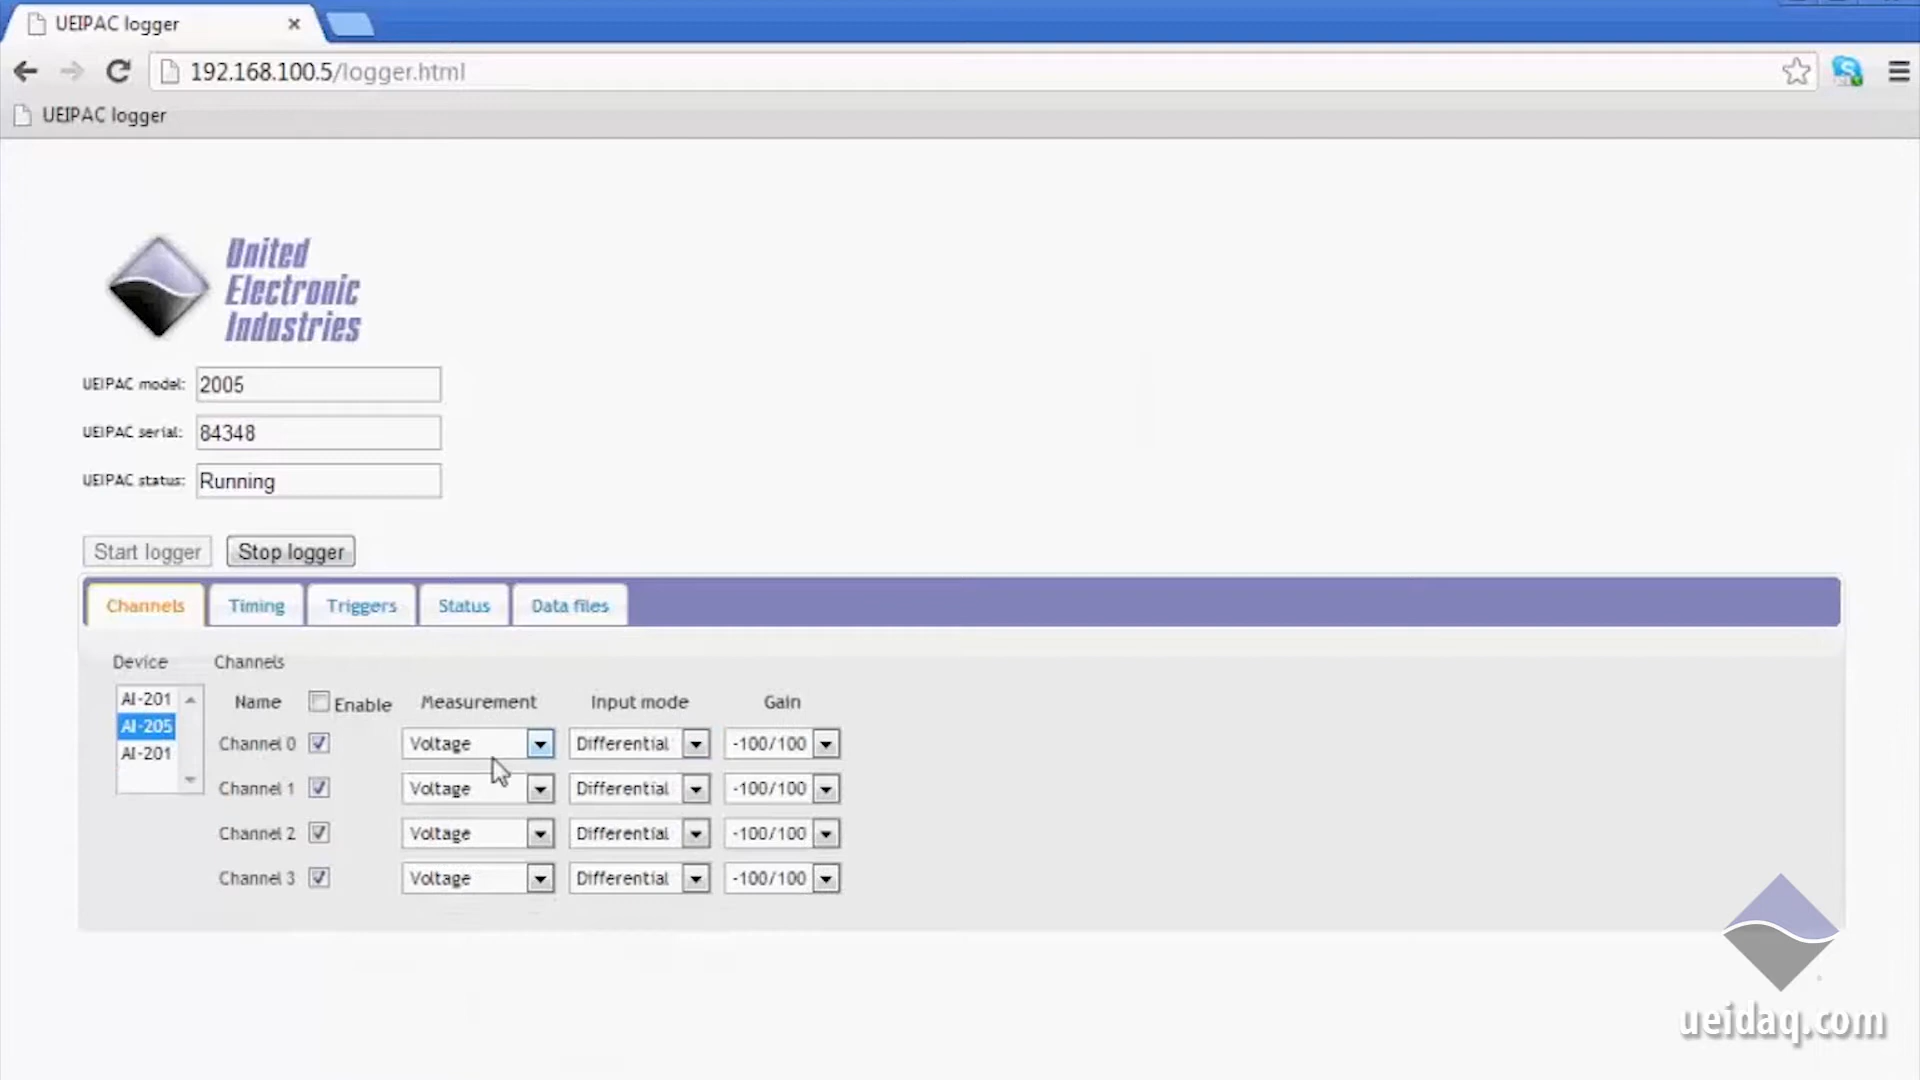 UEIPAC logger
192.168.100.5/logger.html
UEIPAC logger
United
Electronic
Industries
UEIPAC model: 2005
UEIPAC serial: 84348
UEIPAC status: Running
Start logger Stop logger
Channels Timing Triggers Status Data files
Device Channels
AI-201
AI-205
AI-201
Name Enable Measurement Input mode Gain
Channel 0 Voltage Differential -100/100
Channel 1 Voltage Differential -100/100
Channel 2 Voltage Differential -100/100
Channel 3 Voltage Differential -100/100
ueidaq.com